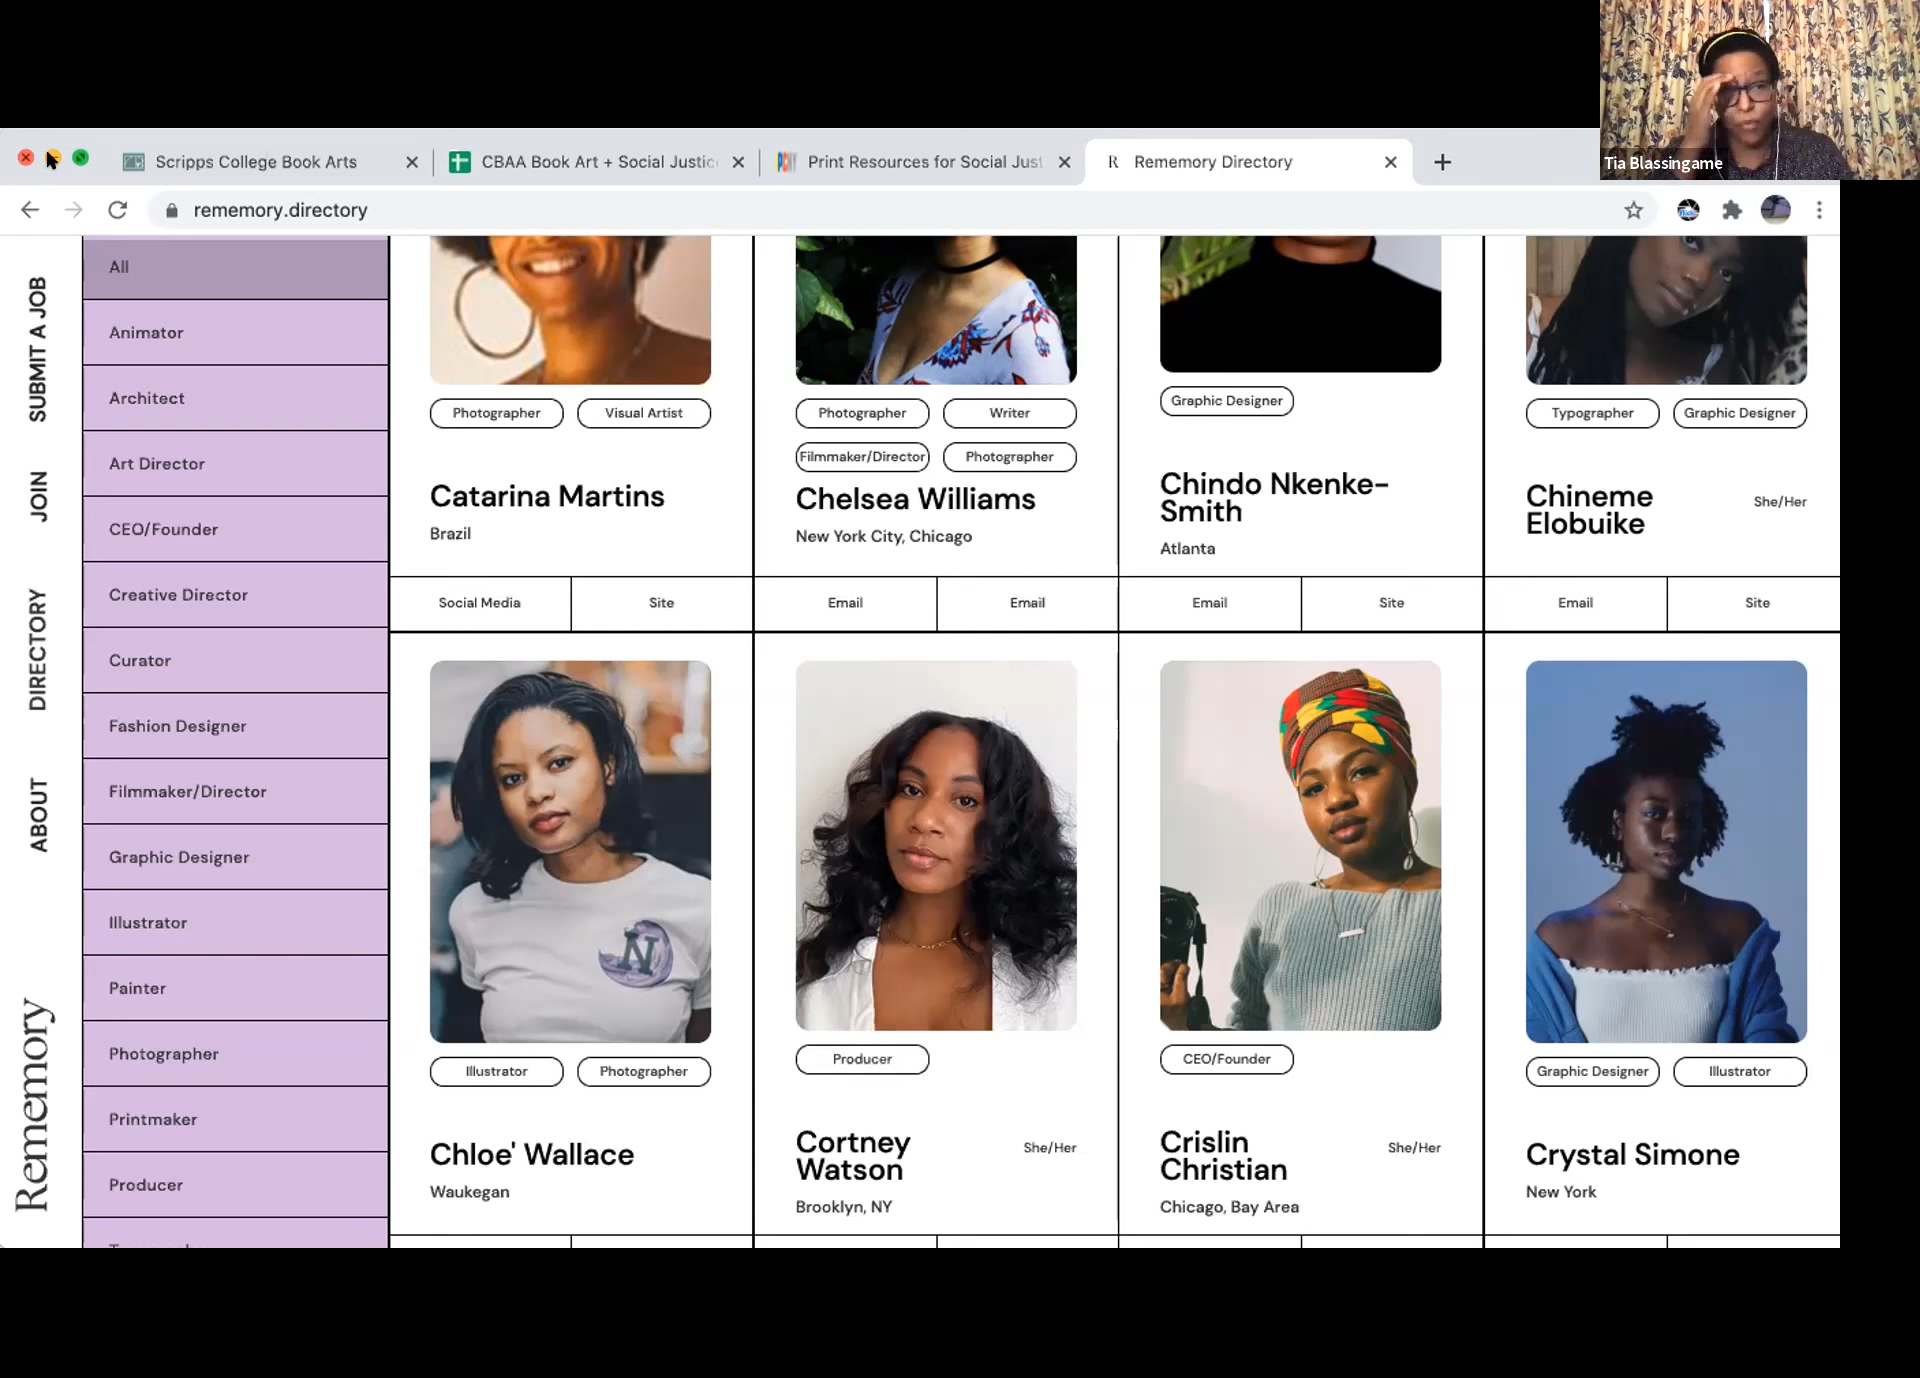 Tia Blassingame
Scripps College Book Arts
CBAA Book Art + Social Justic
Print Resources for Social Just
Rememory Directory
rememory.directory
SUBMIT A JOB
JOIN
DIRECTORY
ABOUT
Rememory
All
Animator
Architect
Art Director
CEO/Founder
Creative Director
Curator
Fashion Designer
Filmmaker/Director
Graphic Designer
Illustrator
Painter
Photographer
Printmaker
Producer
Photographer
Visual Artist
Catarina Martins
Brazil
Social Media
Site
Photographer
Writer
Filmmaker/Director
Photographer
Chelsea Williams
New York City, Chicago
Email
Email
Graphic Designer
Chindo Nkenke-
Smith
Atlanta
Email
Site
Typographer
Graphic Designer
Chineme
Elobuike
She/Her
Email
Site
N
Illustrator
Photographer
Chloe' Wallace
Waukegan
Producer
Cortney
Watson
She/Her
Brooklyn, NY
CEO/Founder
Crislin
Christian
She/Her
Chicago, Bay Area
Graphic Designer
Illustrator
Crystal Simone
New York